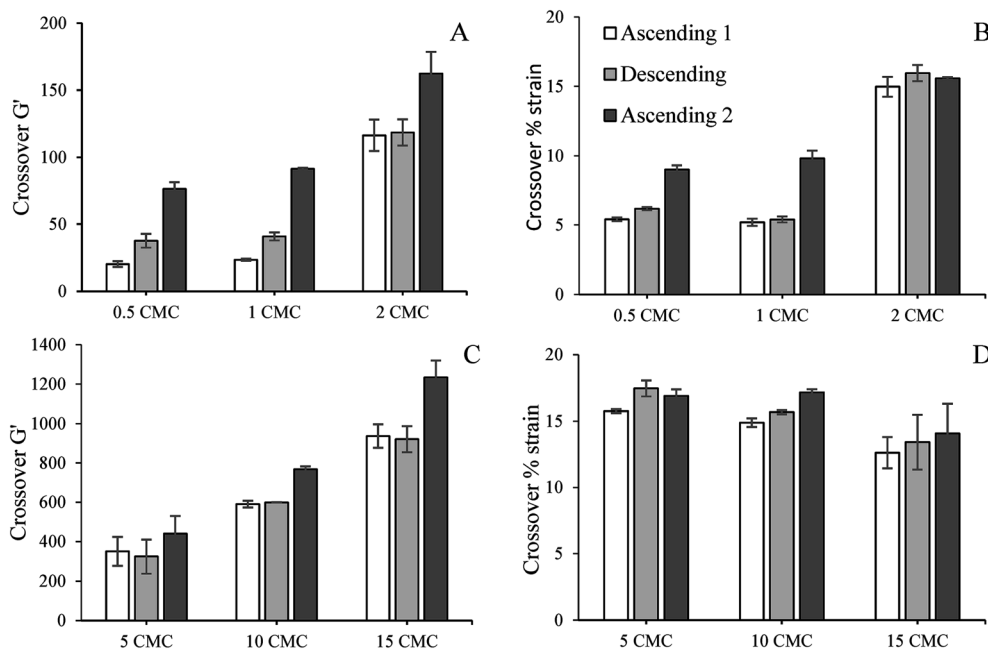 A
Crossover G'
200
150
100
50
0
0.5 CMC 1 CMC 2 CMC
B
Crossover % strain
20
15
10
5
0
Ascending 1
Descending
Ascending 2
0.5 CMC 1 CMC 2 CMC
C
Crossover G'
1400
1200
1000
800
600
400
200
0
5 CMC 10 CMC 15 CMC
D
Crossover % strain
20
15
10
5
0
5 CMC 10 CMC 15 CMC